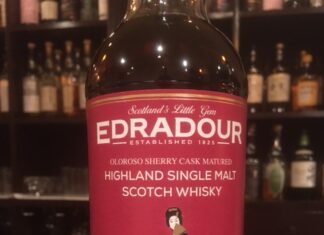 Scotland's Little Gem
EDRADOUR
ESTABLISHED 1825
OLOROSO SHERRY CASK MATURED
HIGHLAND SINGLE MALT
SCOTCH WHISKY